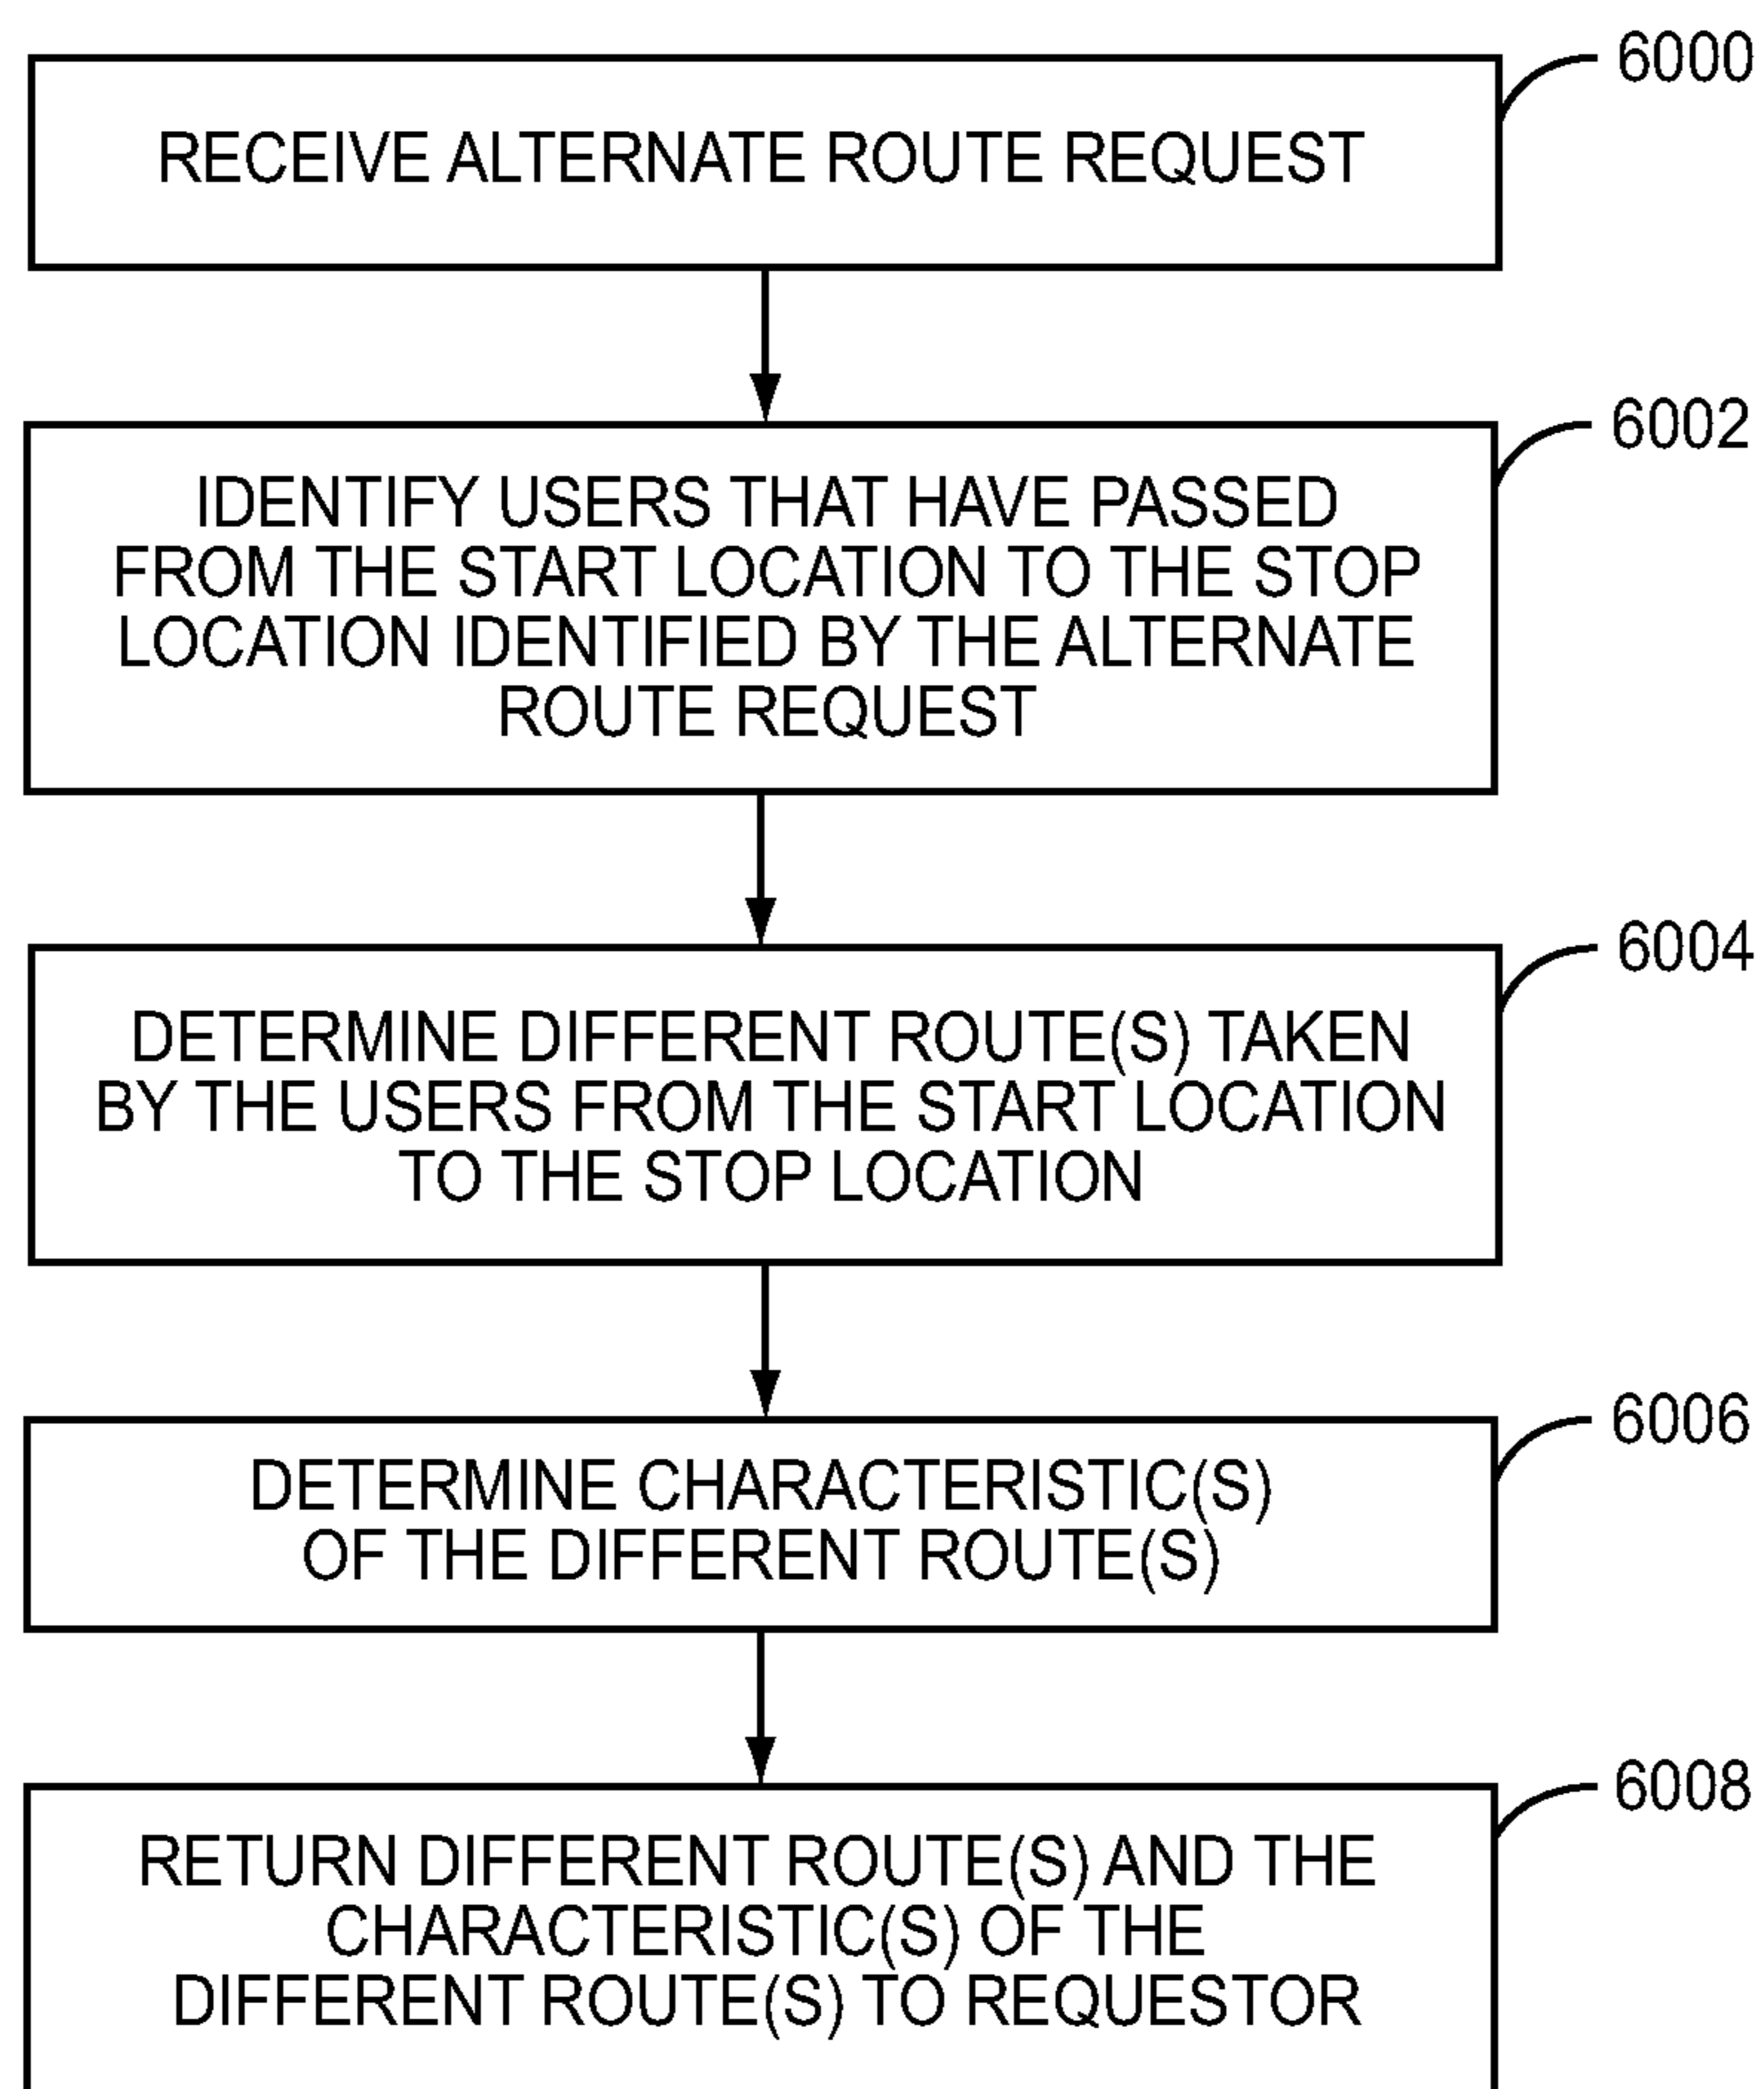 6000
RECEIVE ALTERNATE ROUTE REQUEST
6002
IDENTIFY USERS THAT HAVE PASSED
FROM THE START LOCATION TO THE STOP
LOCATION IDENTIFIED BY THE ALTERNATE
ROUTE REQUEST
6004
DETERMINE DIFFERENT ROUTE(S) TAKEN
BY THE USERS FROM THE START LOCATION
TO THE STOP LOCATION
6006
DETERMINE CHARACTERISTIC(S)
OF THE DIFFERENT ROUTE(S)
6008
RETURN DIFFERENT ROUTE(S) AND THE
CHARACTERISTIC(S) OF THE
DIFFERENT ROUTE(S) TO REQUESTOR